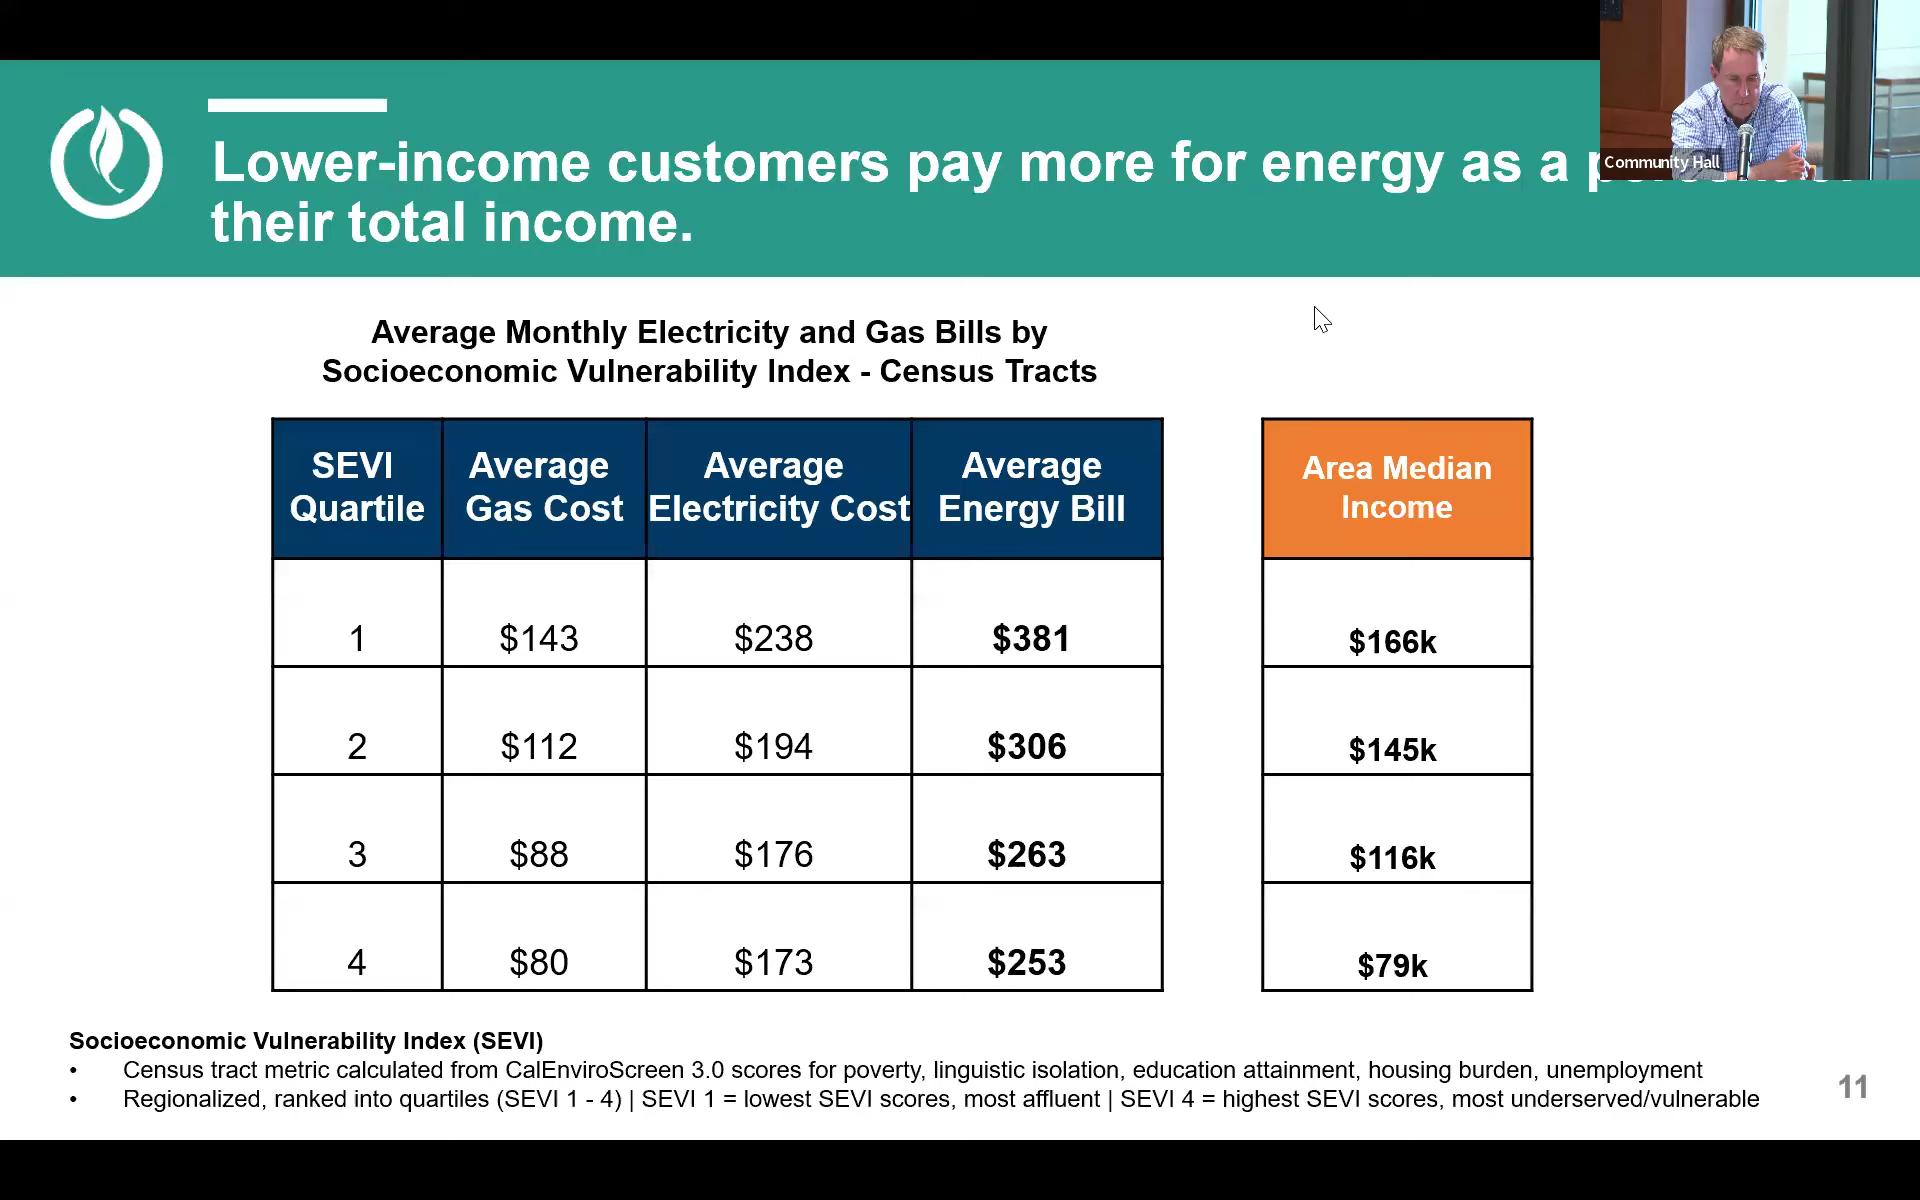 Lower-income customers pay more for energy as a
their total income.
Community Hall
Average Monthly Electricity and Gas Bills by
Socioeconomic Vulnerability Index - Census Tracts
SEVI Quartile Average Gas Cost Average Electricity Cost Average Energy Bill Area Median Income
1 $143 $238 $381 $166k
2 $112 $194 $306 $145k
3 $88 $176 $263 $116k
4 $80 $173 $253 $79k
Socioeconomic Vulnerability Index (SEVI)
• Census tract metric calculated from CalEnviroScreen 3.0 scores for poverty, linguistic isolation, education attainment, housing burden, unemployment
• Regionalized, ranked into quartiles (SEVI 1 - 4) | SEVI 1 = lowest SEVI scores, most affluent | SEVI 4 = highest SEVI scores, most underserved/vulnerable
11